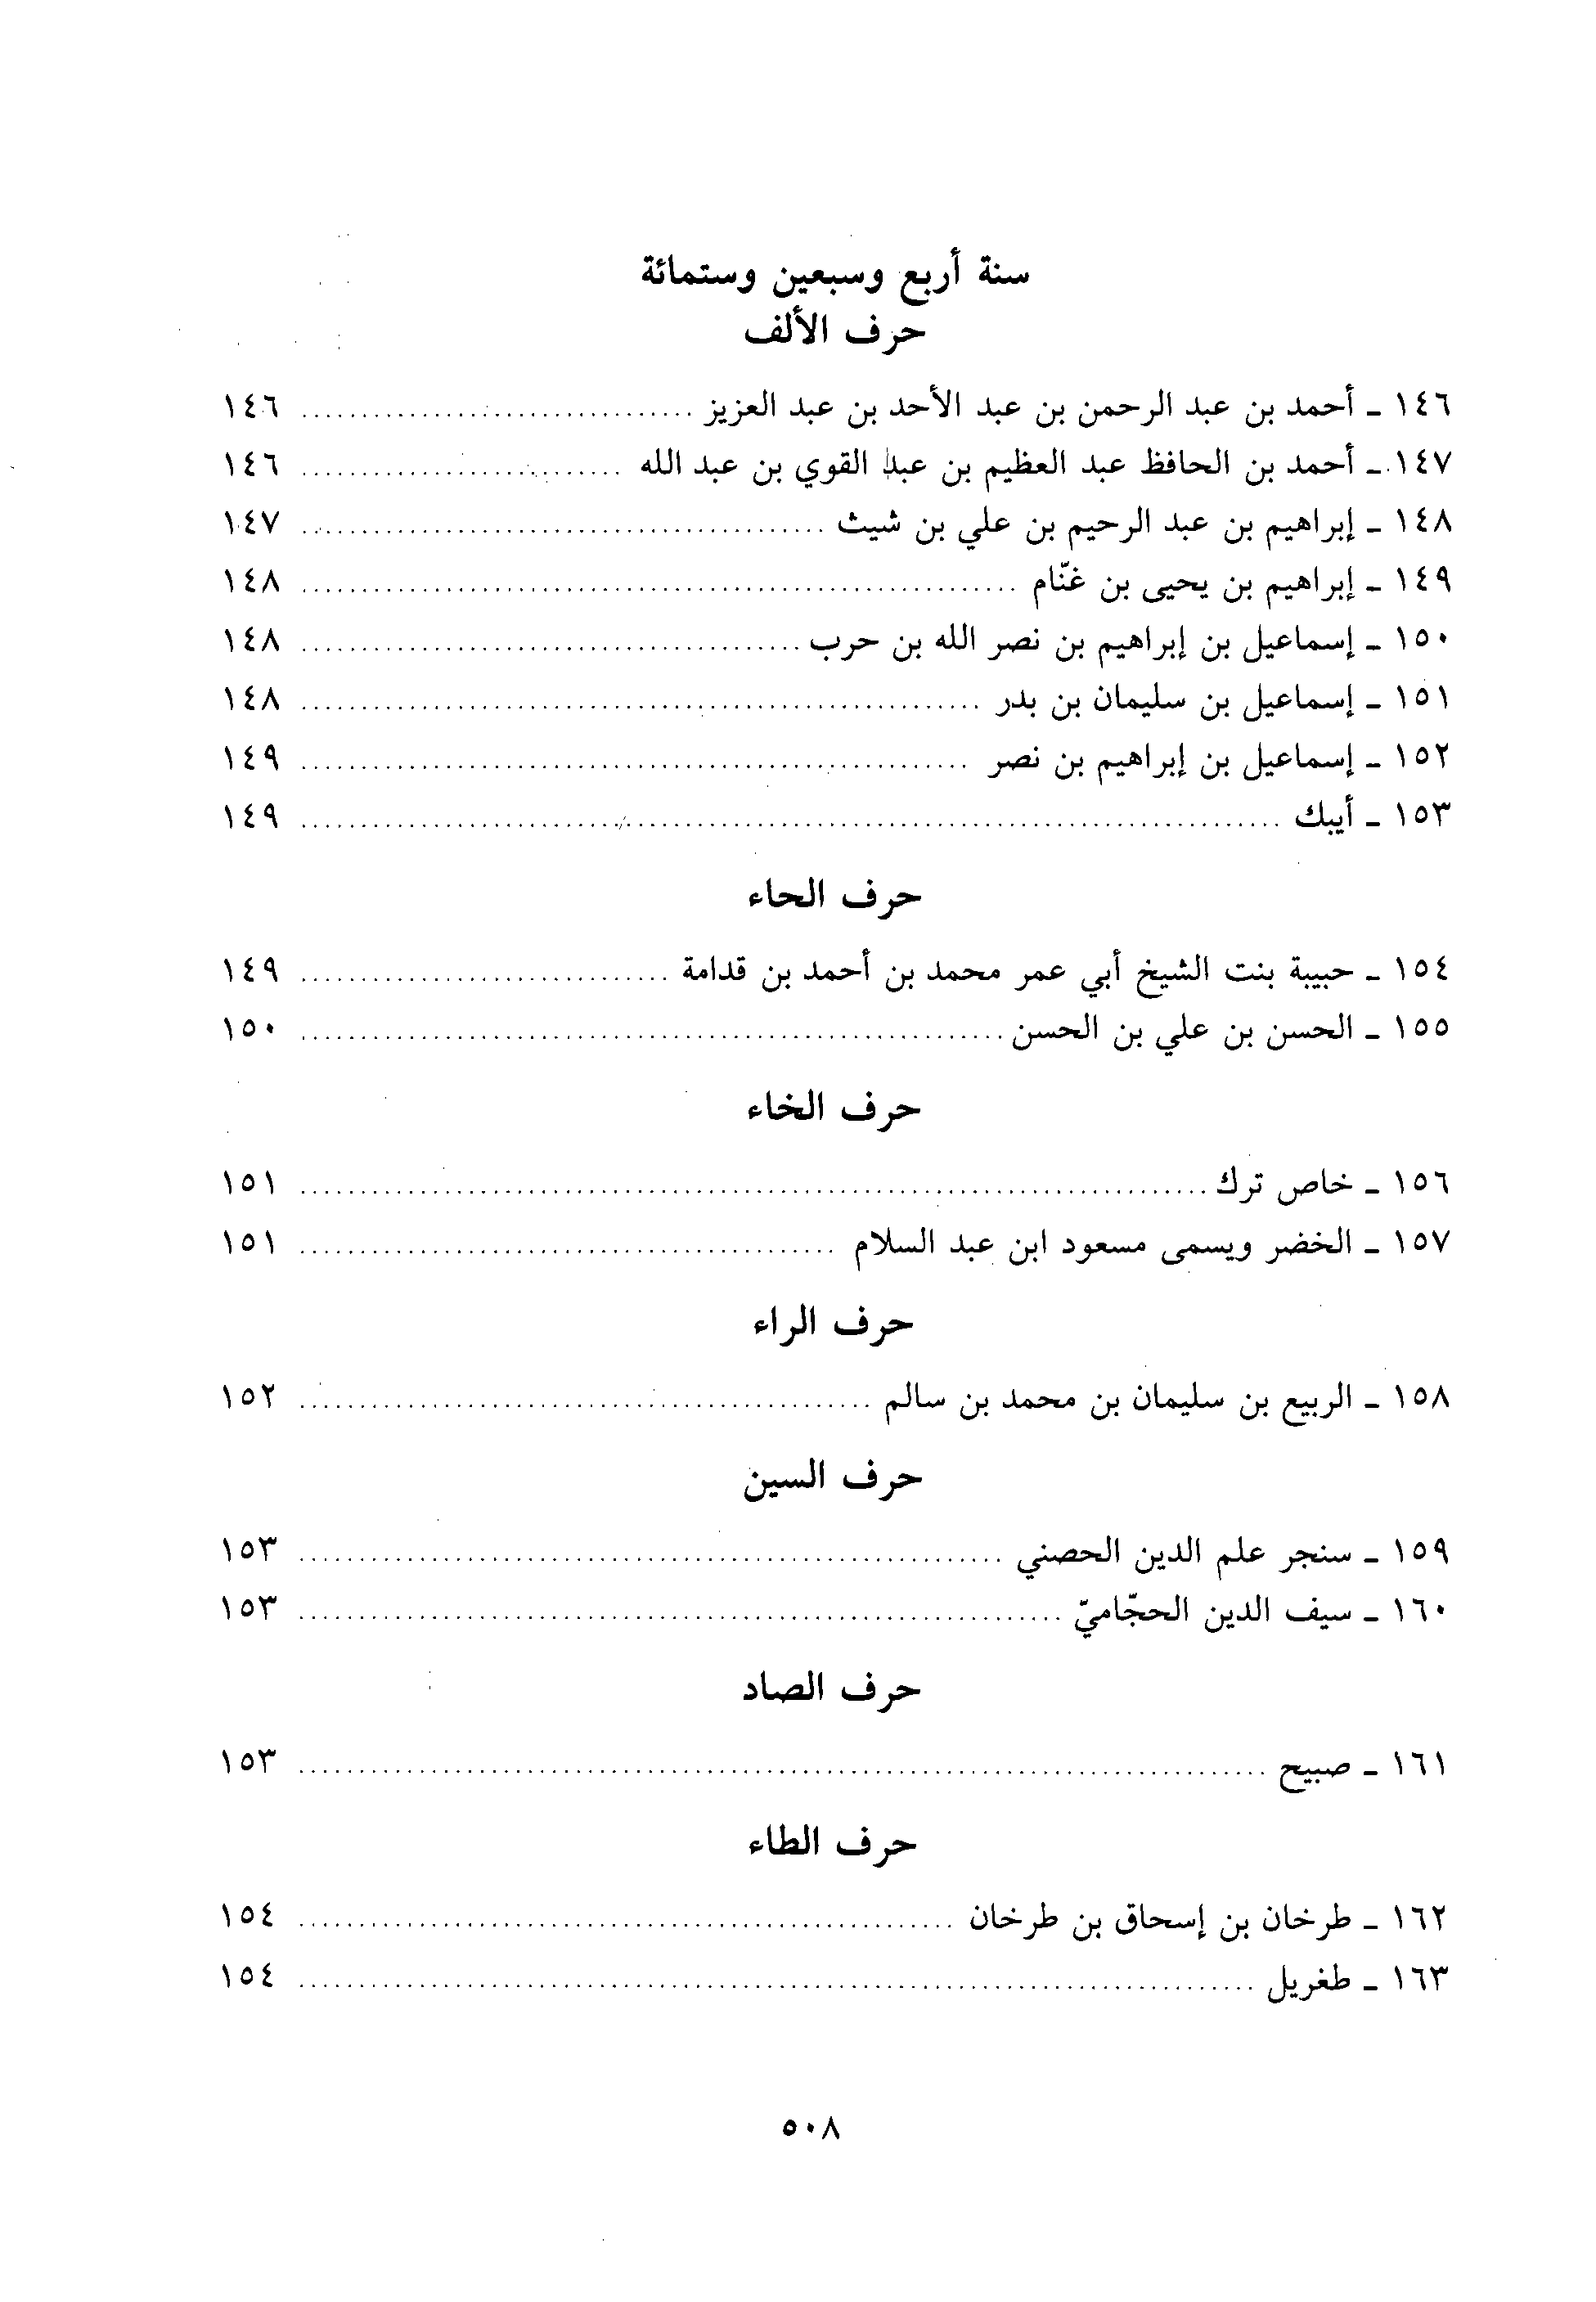 سنة أربع وسبعين وستمائة
حرف الألف
١٤٦ ـ أحمد بن عبد الرحمن بن عبد الأحد بن عبد العزيز ................................ ١٤٦
١٤٧ ـ أحمد بن الحافظ عبد العظيم بن عبد القوي بن عبد الله ........................... ١٤٦
١٤٨ ـ إبراهيم بن عبد الرحيم بن علي بن شيث ........................................... ١٤٧
١٤٩ ـ إبراهيم بن يحيى بن غنّام ........................................................... ١٤٨
١٥٠ ـ إسماعيل بن إبراهيم بن نصر الله بن حرب ......................................... ١٤٨
١٥١ ـ إسماعيل بن سليمان بن بدر ........................................................ ١٤٨
١٥٢ ـ إسماعيل بن إبراهيم بن نصر ....................................................... ١٤٩
١٥٣ ـ أيبك ................................................................................. ١٤٩
حرف الحاء
١٥٤ ـ حبيبة بنت الشيخ أبي عمر محمد بن أحمد بن قدامة ............................... ١٤٩
١٥٥ ـ الحسن بن علي بن الحسن .......................................................... ١٥٠
حرف الخاء
١٥٦ ـ خاص ترك ........................................................................... ١٥١
١٥٧ ـ الخضر ويسمى مسعود ابن عبد السلام ............................................ ١٥١
حرف الراء
١٥٨ ـ الربيع بن سليمان بن محمد بن سالم ............................................... ١٥٢
حرف السين
١٥٩ ـ سنجر علم الدين الحصني .......................................................... ١٥٣
١٦٠ ـ سيف الدين الحجّاميّ ............................................................... ١٥٣
حرف الصاد
١٦١ ـ صبيح ................................................................................ ١٥٣
حرف الطاء
١٦٢ ـ طرخان بن إسحاق بن طرخان ...................................................... ١٥٤
١٦٣ ـ طغريل ............................................................................... ١٥٤
٥٠٨